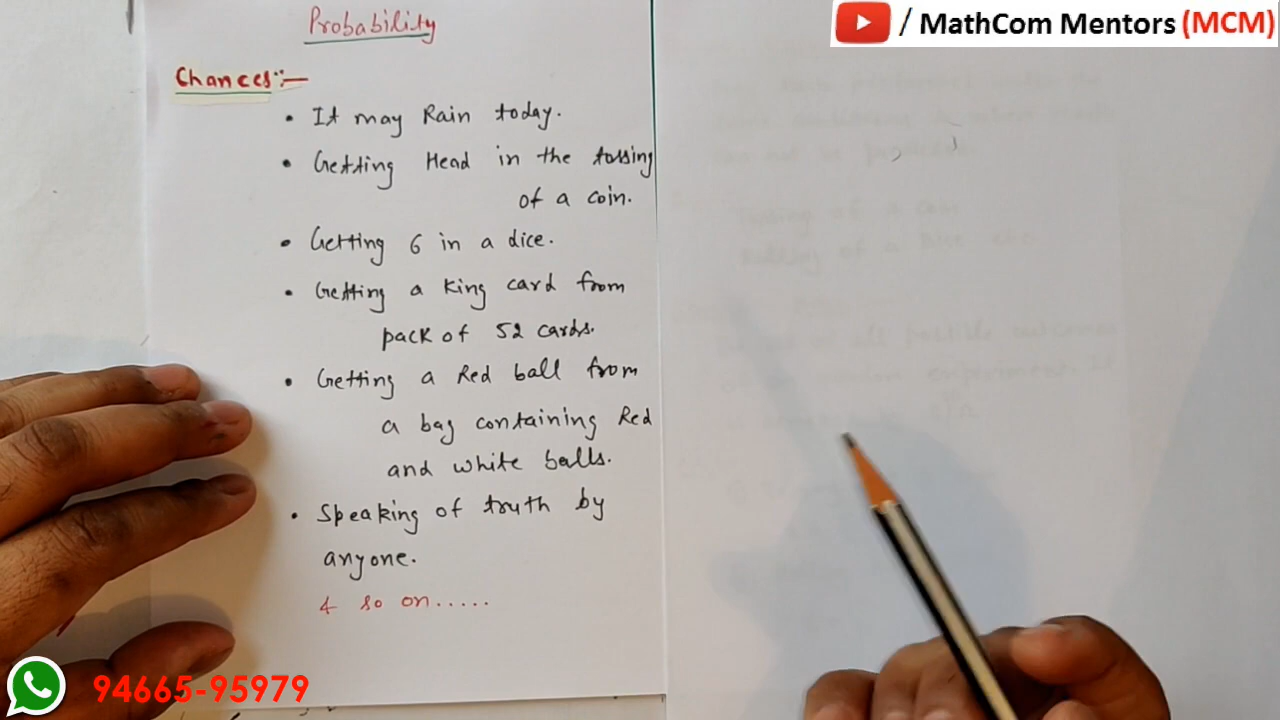 Probability
/ MathCom Mentors (MCM)
Chances:-
• It may Rain today.
• Getting Head in the tossing
of a coin.
• Getting 6 in a dice.
• Getting a King card from
pack of 52 cards.
• Getting a Red ball from
a bag containing Red
and white balls.
• Speaking of truth by
anyone.
& so on.....
94665-95979